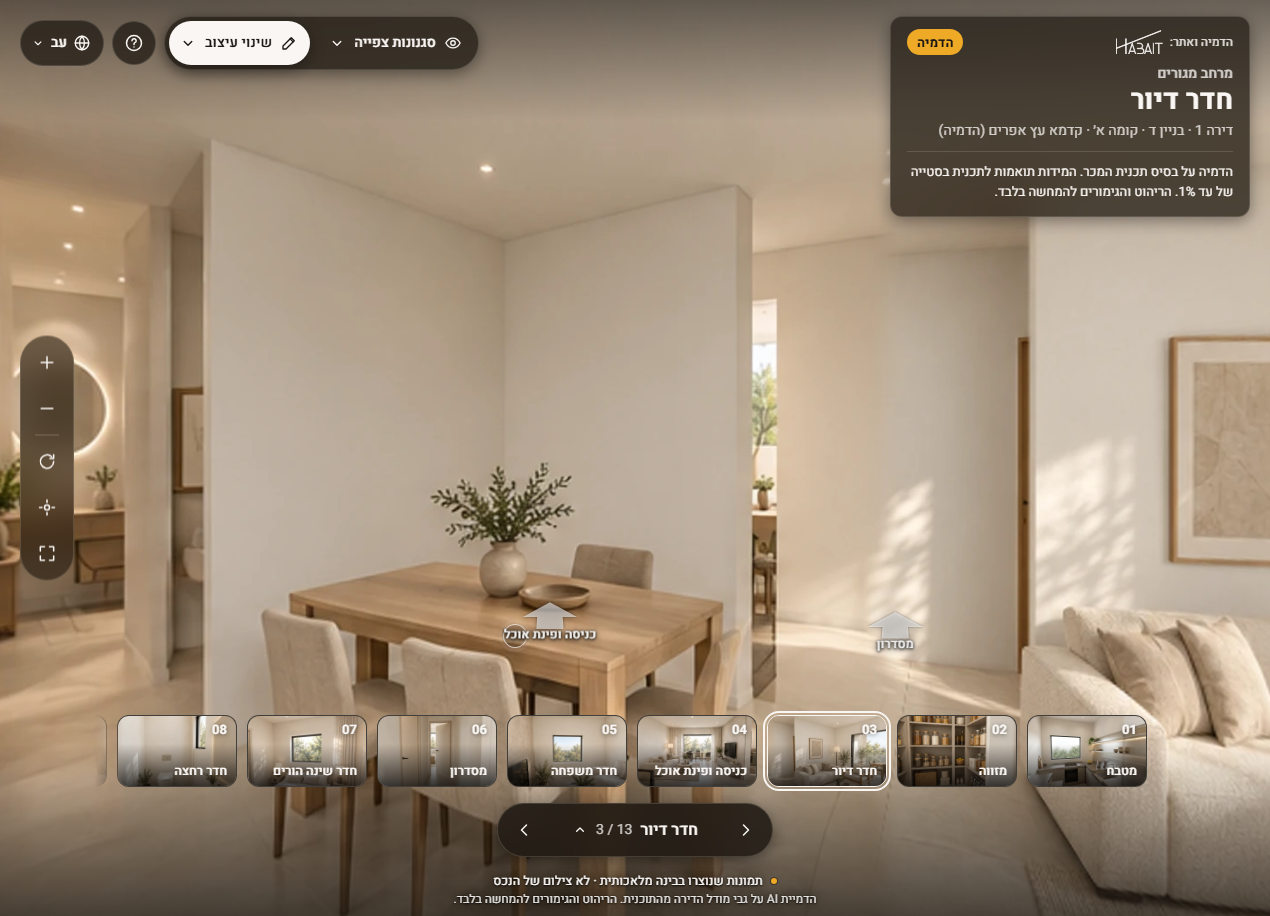 עב
שינוי עיצוב
סגנונות צפייה
הדמיה ואתר: HABAIT
הדמיה
מרחב מגורים
חדר דיור
דירה 1 · בניין ד · קומה א' · קדמא עץ אפרים (הדמיה)
הדמיה על בסיס תכנית המכר. המידות תואמות לתכנית בסטייה
של עד 1%. הריהוט והגימורים להמחשה בלבד.
כניסה ופינת אוכל
מסדרון
01 מטבח
02 מזווה
03 חדר דיור
04 כניסה ופינת אוכל
05 חדר משפחה
06 מסדרון
07 חדר שינה הורים
08 חדר רחצה
חדר דיור 3 / 13
תמונות שנוצרו בבינה מלאכותית · לא צילום של הנכס
הדמיית AI על גבי מודל הדירה מהתוכנית. הריהוט והגימורים להמחשה בלבד.